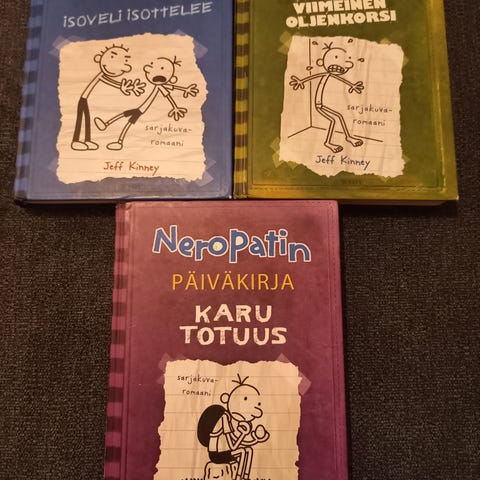 ISOVELI ISOTTELEE
sarjakuva-
romaani
Jeff Kinney
VIIMEINEN
OLJENKORSI
sarjakuva-
romaani
Jeff Kinney
Neropatin
PÄIVÄKIRJA
KARU
TOTUUS
sarjakuva-
romaani